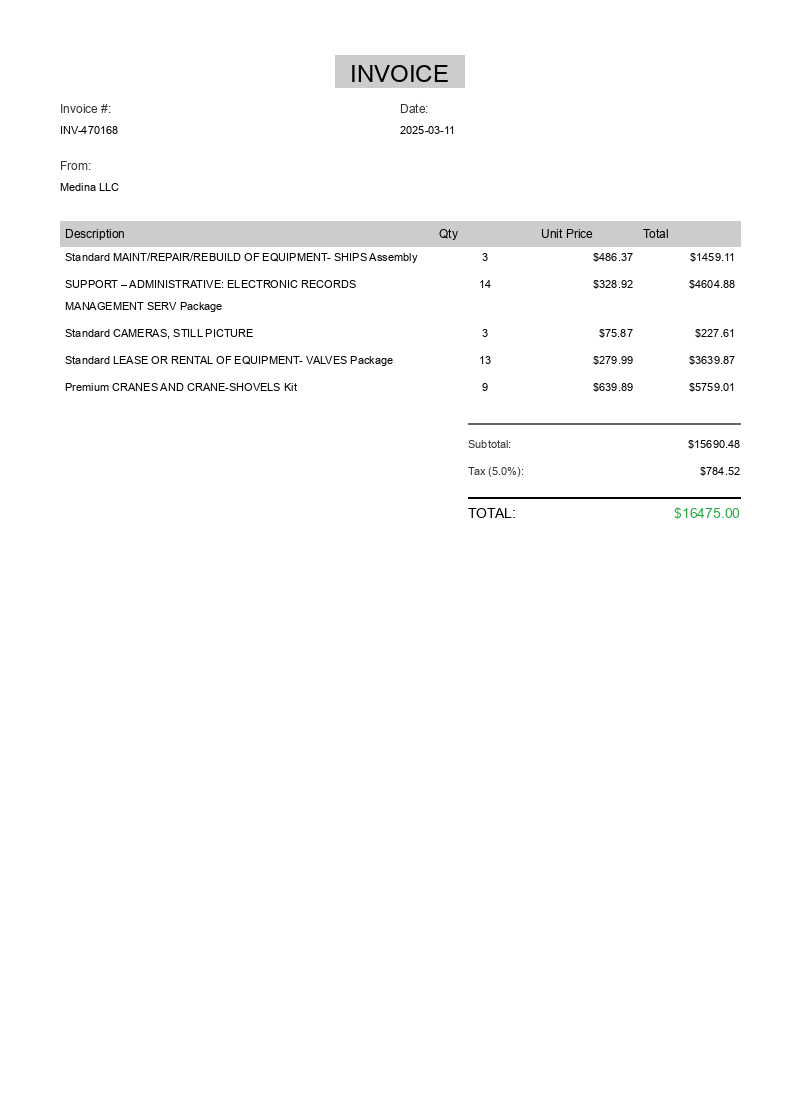 INVOICE
Invoice #: Date:
INV-470168 2025-03-11
From:
Medina LLC
Description Qty Unit Price Total
Standard MAINT/REPAIR/REBUILD OF EQUIPMENT- SHIPS Assembly 3 $486.37 $1459.11
SUPPORT – ADMINISTRATIVE: ELECTRONIC RECORDS 14 $328.92 $4604.88
MANAGEMENT SERV Package
Standard CAMERAS, STILL PICTURE 3 $75.87 $227.61
Standard LEASE OR RENTAL OF EQUIPMENT- VALVES Package 13 $279.99 $3639.87
Premium CRANES AND CRANE-SHOVELS Kit 9 $639.89 $5759.01
Subtotal: $15690.48
Tax (5.0%): $784.52
TOTAL: $16475.00